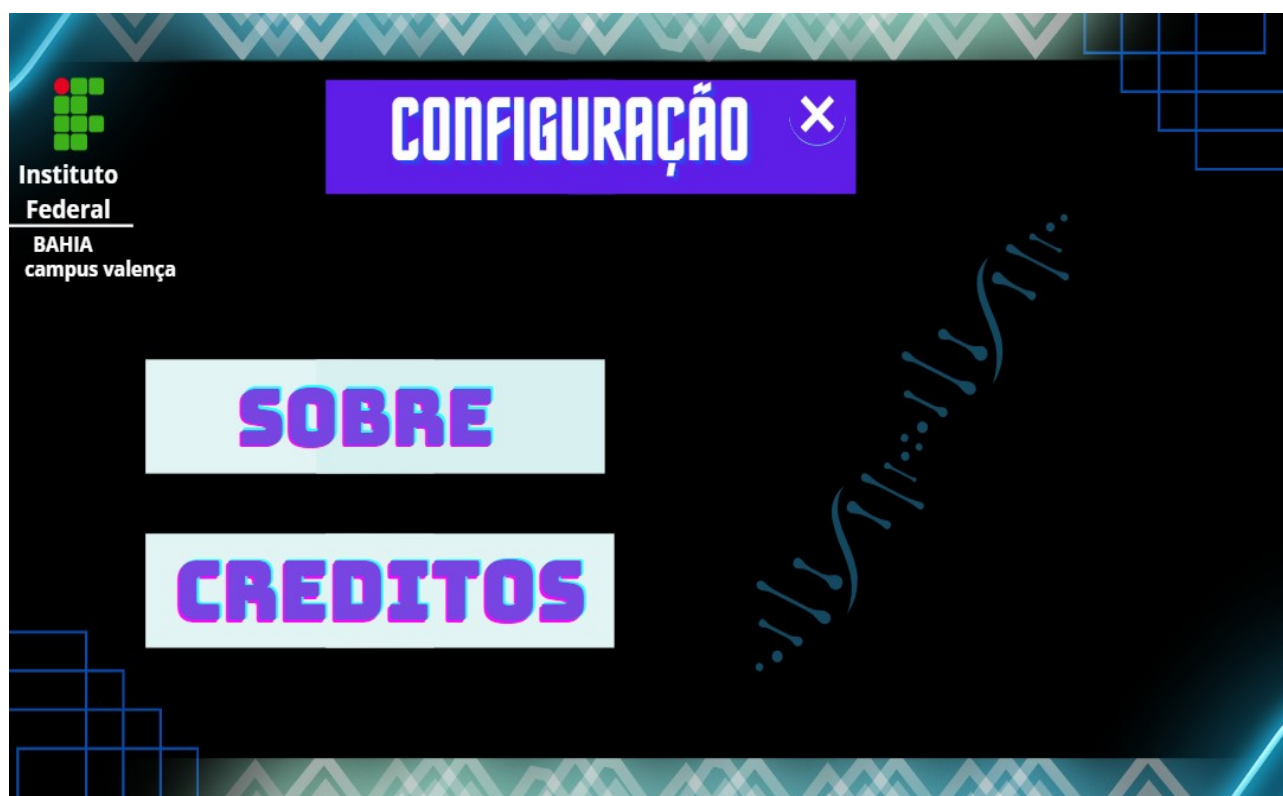 CONFIGURAÇÃO
Instituto
Federal
BAHIA
campus valença
SOBRE
CREDITOS